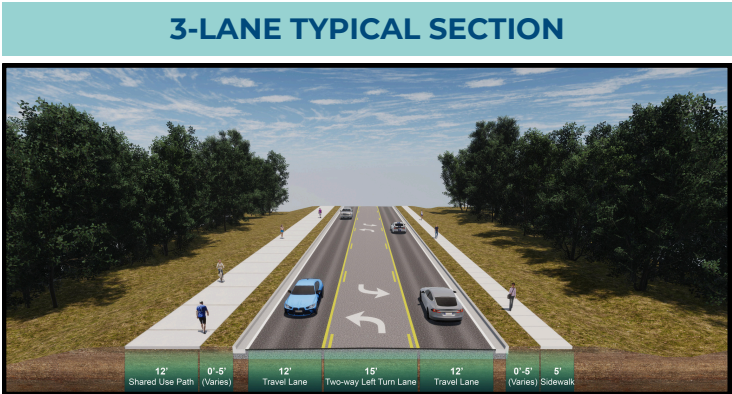 3-LANE TYPICAL SECTION
12'
Shared Use Path
0'-5'
(Varies)
12'
Travel Lane
15'
Two-way Left Turn Lane
12'
Travel Lane
0'-5'
(Varies)
5'
Sidewalk